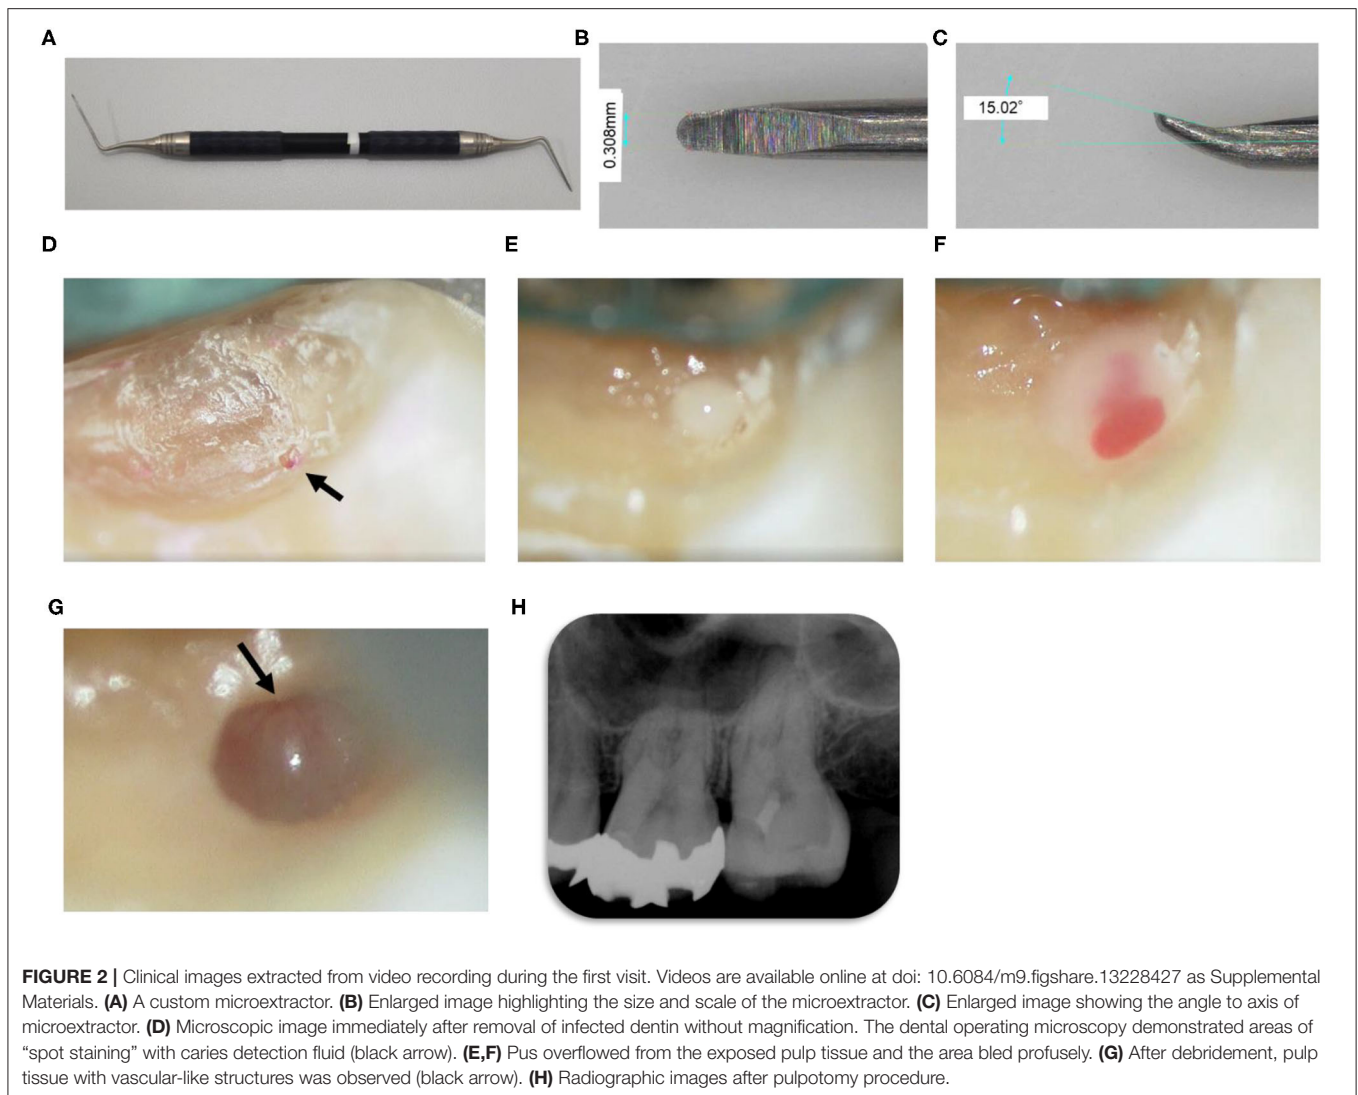 A
B
C
0.308mm
15.02°
D
E
F
G
H
FIGURE 2 | Clinical images extracted from video recording during the first visit. Videos are available online at doi: 10.6084/m9.figshare.13228427 as Supplemental
Materials. (A) A custom microextractor. (B) Enlarged image highlighting the size and scale of the microextractor. (C) Enlarged image showing the angle to axis of
microextractor. (D) Microscopic image immediately after removal of infected dentin without magnification. The dental operating microscopy demonstrated areas of
“spot staining” with caries detection fluid (black arrow). (E,F) Pus overflowed from the exposed pulp tissue and the area bled profusely. (G) After debridement, pulp
tissue with vascular-like structures was observed (black arrow). (H) Radiographic images after pulpotomy procedure.